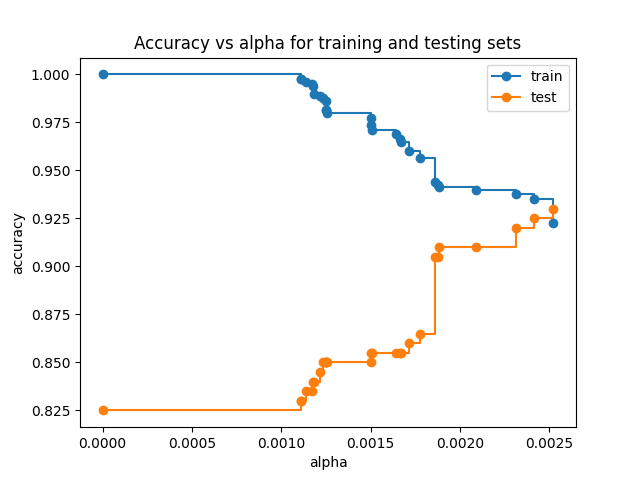 Accuracy vs alpha for training and testing sets
train
test
1.000
0.975
0.950
0.925
0.900
0.875
0.850
0.825
accuracy
0.0000
0.0005
0.0010
0.0015
0.0020
0.0025
alpha